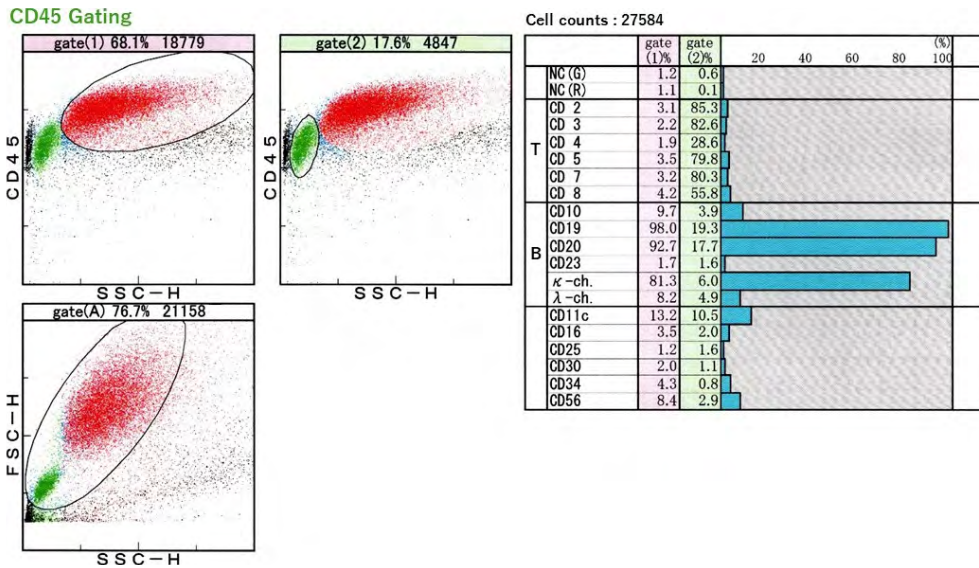 CD45 Gating
gate(1) 68.1% 18779
CD45
SSC-H
gate(2) 17.6% 4847
CD45
SSC-H
gate(A) 76.7% 21158
FSC-H
SSC-H
Cell counts : 27584
gate (1)% gate (2)% (%)
20 40 60 80 100
NC(G) 1.2 0.6
NC(R) 1.1 0.1
T
CD 2 3.1 85.3
CD 3 2.2 82.6
CD 4 1.9 28.6
CD 5 3.5 79.8
CD 7 3.2 80.3
CD 8 4.2 55.8
B
CD10 9.7 3.9
CD19 98.0 19.3
CD20 92.7 17.7
CD23 1.7 1.6
κ-ch. 81.3 6.0
λ-ch. 8.2 4.9
CD11c 13.2 10.5
CD16 3.5 2.0
CD25 1.2 1.6
CD30 2.0 1.1
CD34 4.3 0.8
CD56 8.4 2.9